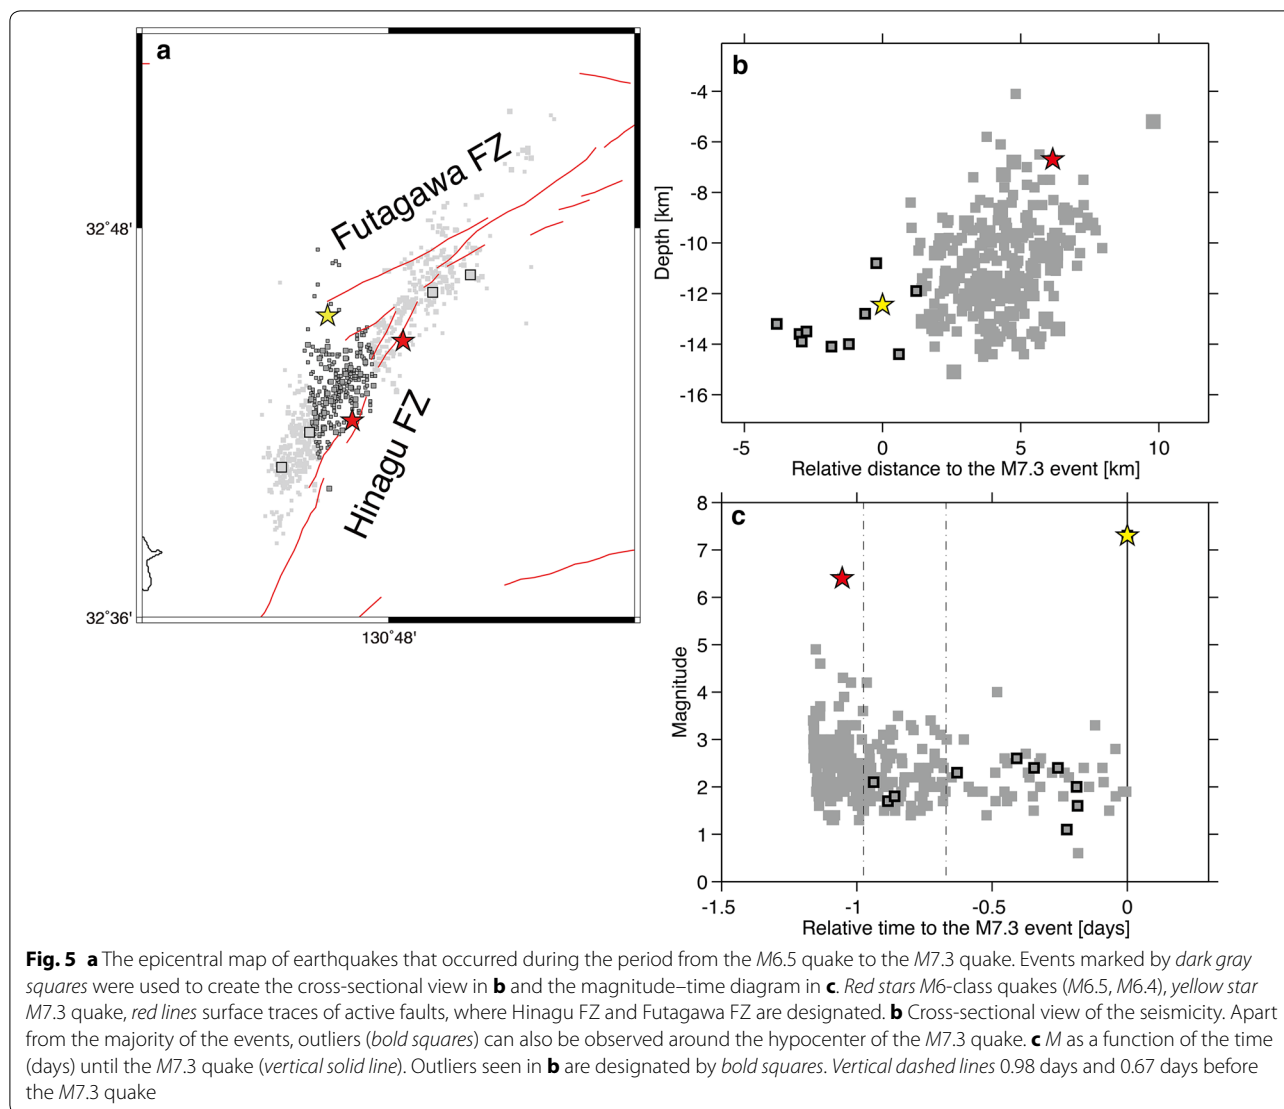 a
Futagawa FZ
Hinagu FZ
32˚48'
32˚36'
130˚48'
b
Depth [km]
-4
-6
-8
-10
-12
-14
-16
-5
0
5
10
Relative distance to the M7.3 event [km]
c
Magnitude
8
7
6
5
4
3
2
1
0
-1.5
-1
-0.5
0
Relative time to the M7.3 event [days]
Fig. 5 a The epicentral map of earthquakes that occurred during the period from the M6.5 quake to the M7.3 quake. Events marked by dark gray
squares were used to create the cross-sectional view in b and the magnitude–time diagram in c. Red stars M6-class quakes (M6.5, M6.4), yellow star
M7.3 quake, red lines surface traces of active faults, where Hinagu FZ and Futagawa FZ are designated. b Cross-sectional view of the seismicity. Apart
from the majority of the events, outliers (bold squares) can also be observed around the hypocenter of the M7.3 quake. c M as a function of the time
(days) until the M7.3 quake (vertical solid line). Outliers seen in b are designated by bold squares. Vertical dashed lines 0.98 days and 0.67 days before
the M7.3 quake